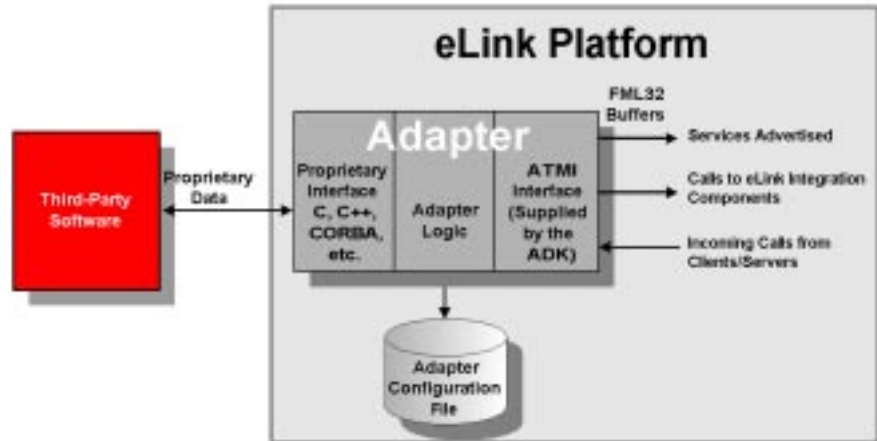 eLink Platform
FML32
Buffers
Adapter
Services Advertised
Third-Party
Software
Proprietary
Data
Proprietary
Interface
C, C++,
CORBA,
etc.
Adapter
Logic
ATMI
Interface
(Supplied
by the
ADK)
Calls to eLink Integration
Components
Incoming Calls from
Clients/Servers
Adapter
Configuration
File